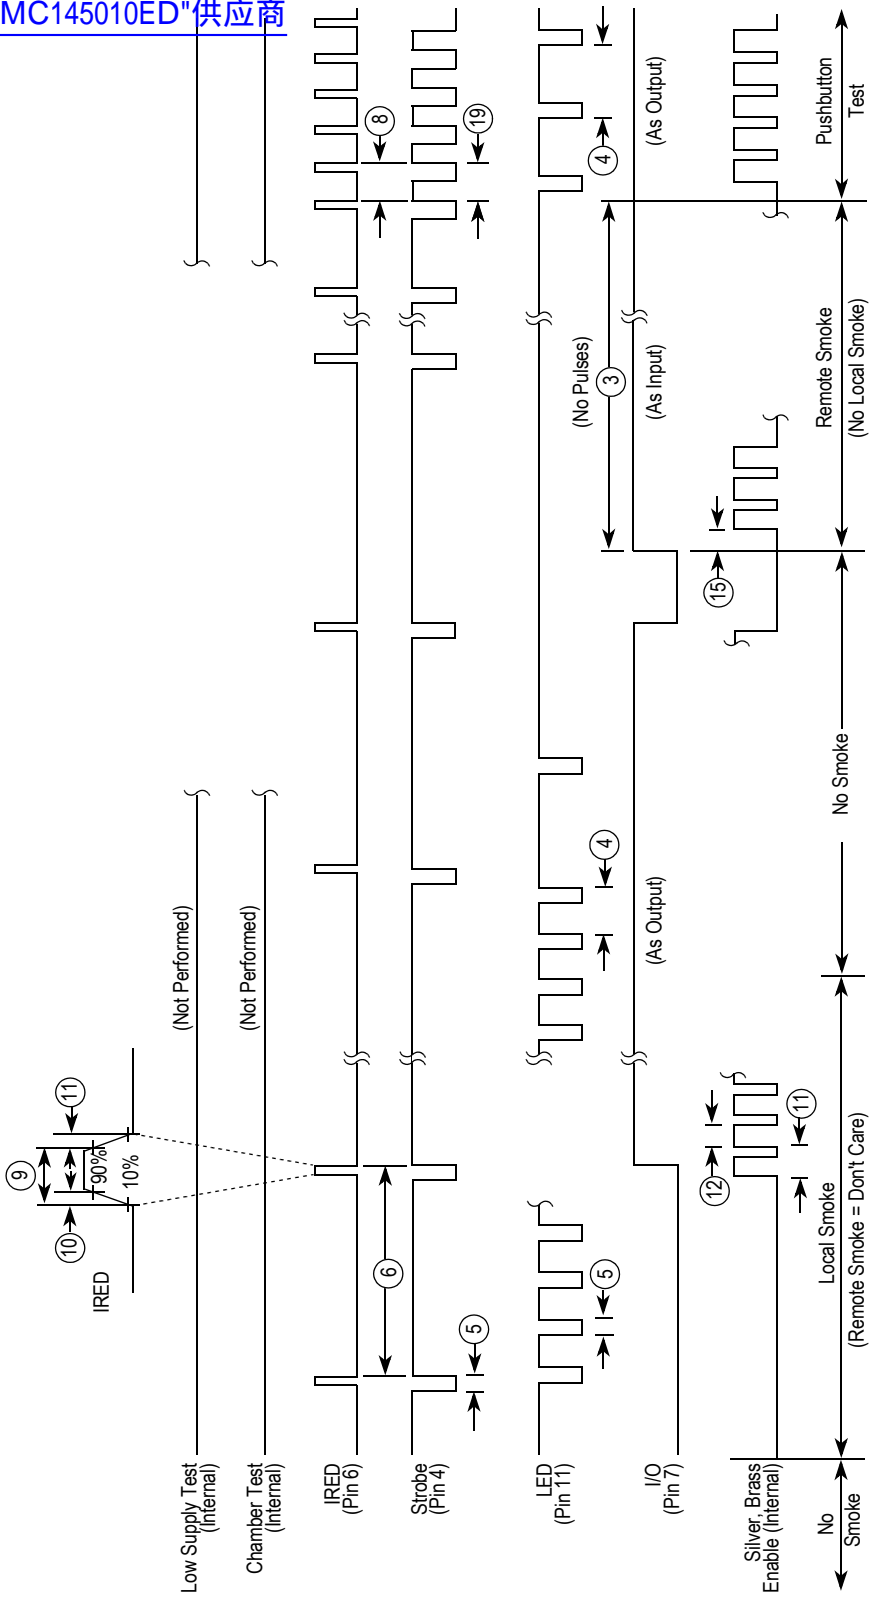 MC145010ED"供应商
Low Supply Test
(Internal)
(Not Performed)
Chamber Test
(Internal)
(Not Performed)
IRED
10
9
11
90%
10%
IRED
(Pin 6)
6
8
Strobe
(Pin 4)
5
19
LED
(Pin 11)
5
4
(No Pulses)
3
4
I/O
(Pin 7)
(As Output)
(As Input)
(As Output)
Silver, Brass
Enable (Internal)
12
11
15
No
Smoke
Local Smoke
(Remote Smoke = Don't Care)
No Smoke
Remote Smoke
(No Local Smoke)
Pushbutton
Test